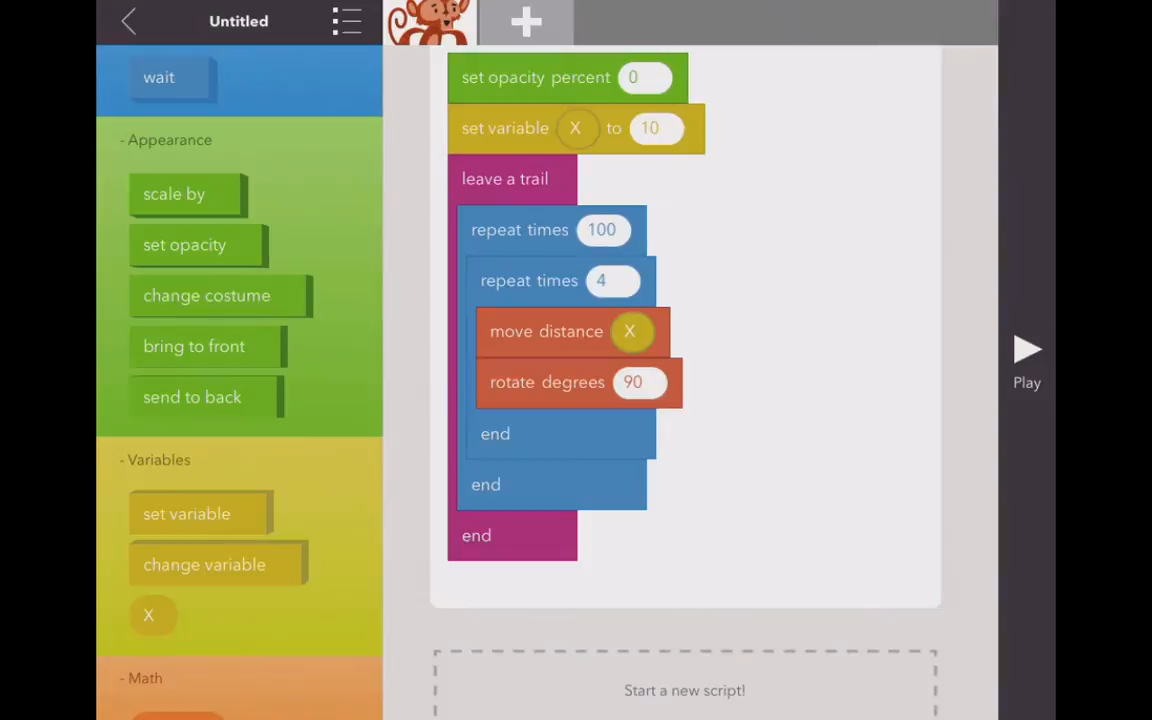 Untitled
wait
- Appearance
scale by
set opacity
change costume
bring to front
send to back
- Variables
set variable
change variable
X
- Math
set opacity percent 0
set variable X to 10
leave a trail
repeat times 100
repeat times 4
move distance X
rotate degrees 90
end
end
end
Start a new script!
Play